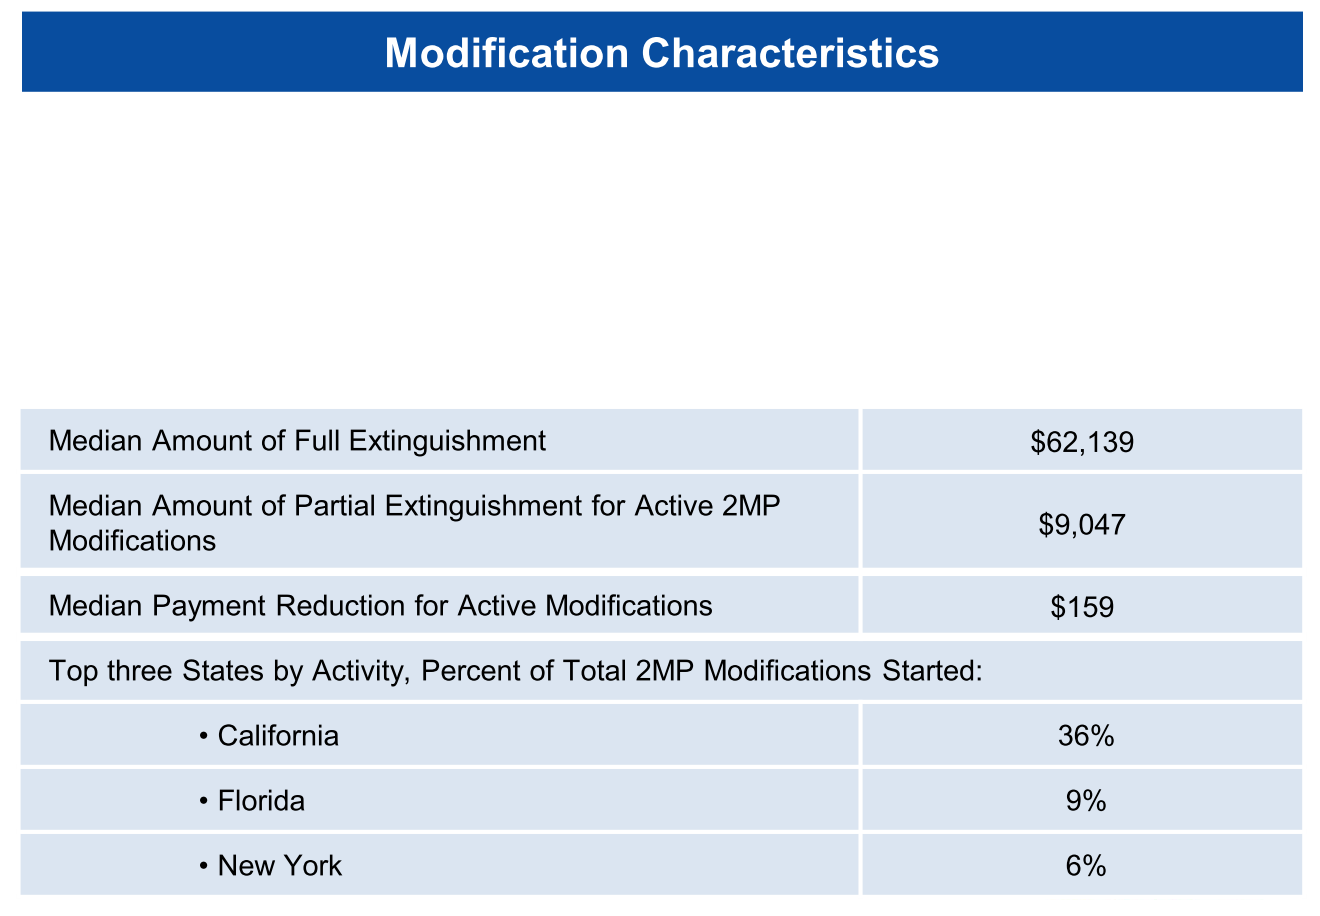 Modification Characteristics
Median Amount of Full Extinguishment
$62,139
Median Amount of Partial Extinguishment for Active 2MP
Modifications
$9,047
Median Payment Reduction for Active Modifications
$159
Top three States by Activity, Percent of Total 2MP Modifications Started:
• California
36%
• Florida
9%
• New York
6%